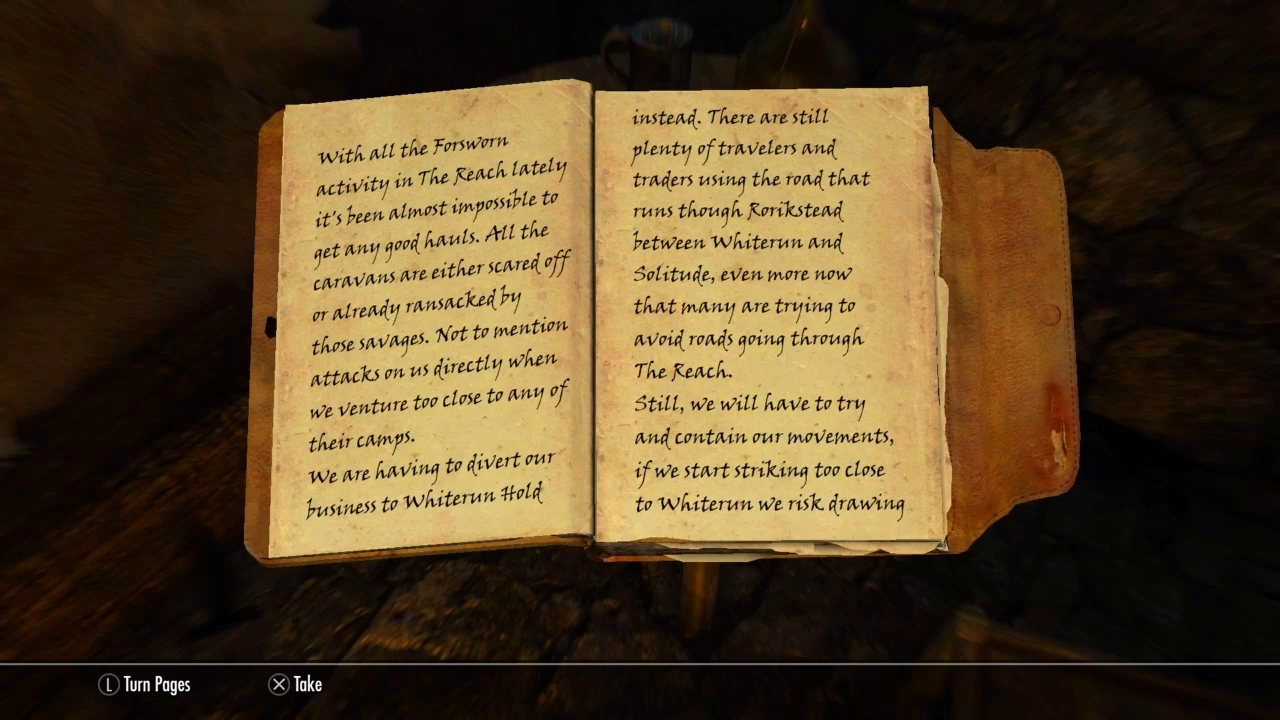 With all the Forsworn
activity in The Reach lately
it's been almost impossible to
get any good hauls. All the
caravans are either scared off
or already ransacked by
those savages. Not to mention
attacks on us directly when
we venture too close to any of
their camps.
We are having to divert our
business to Whiterun Hold
instead. There are still
plenty of travelers and
traders using the road that
runs though Rorikstead
between Whiterun and
Solitude, even more now
that many are trying to
avoid roads going through
The Reach.
Still, we will have to try
and contain our movements,
if we start striking too close
to Whiterun we risk drawing
L Turn Pages
X Take